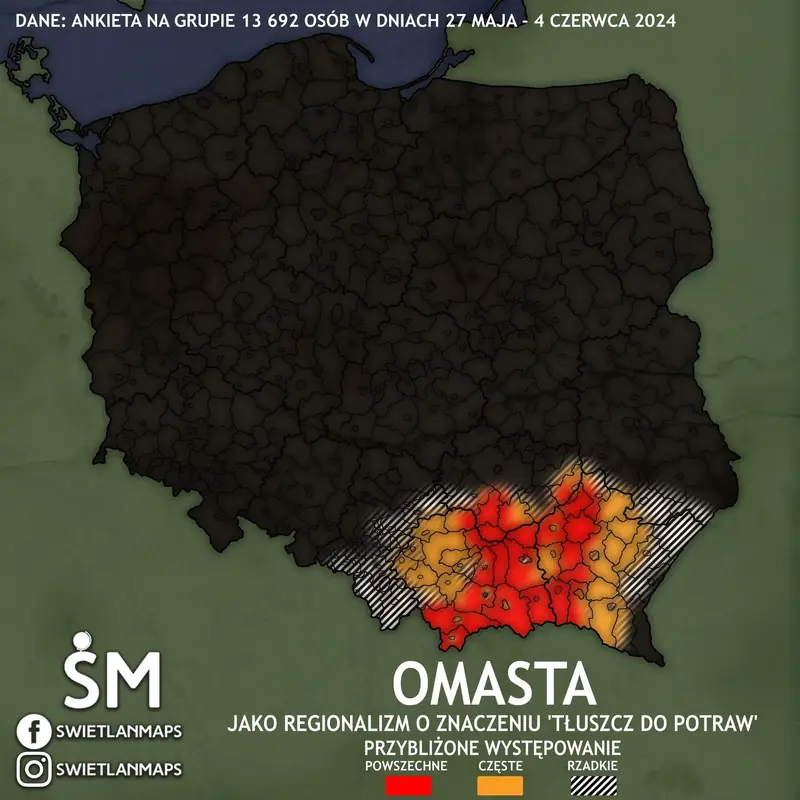 DANE: ANKIETA NA GRUPIE 13 692 OSÓB W DNIACH 27 MAJA - 4 CZERWCA 2024
ŚM
SWIETLANMAPS
SWIETLANMAPS
OMASTA
JAKO REGIONALIZM O ZNACZENIU 'TŁUSZCZ DO POTRAW'
PRZYBLIŻONE WYSTĘPOWANIE
POWSZECHNE CZĘSTE RZADKIE